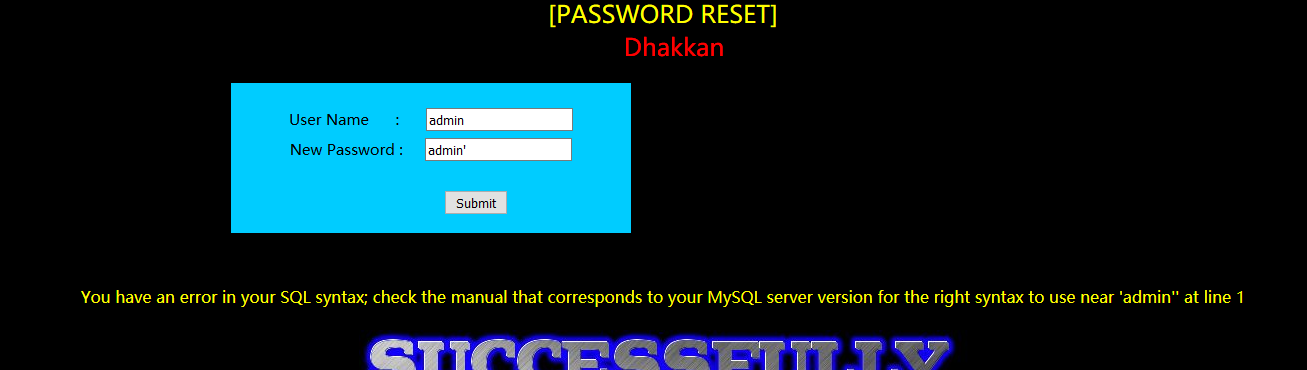 [PASSWORD RESET]
Dhakkan
User Name :
admin
New Password :
admin'
Submit
You have an error in your SQL syntax; check the manual that corresponds to your MySQL server version for the right syntax to use near 'admin'' at line 1
SUCCESSFULLY